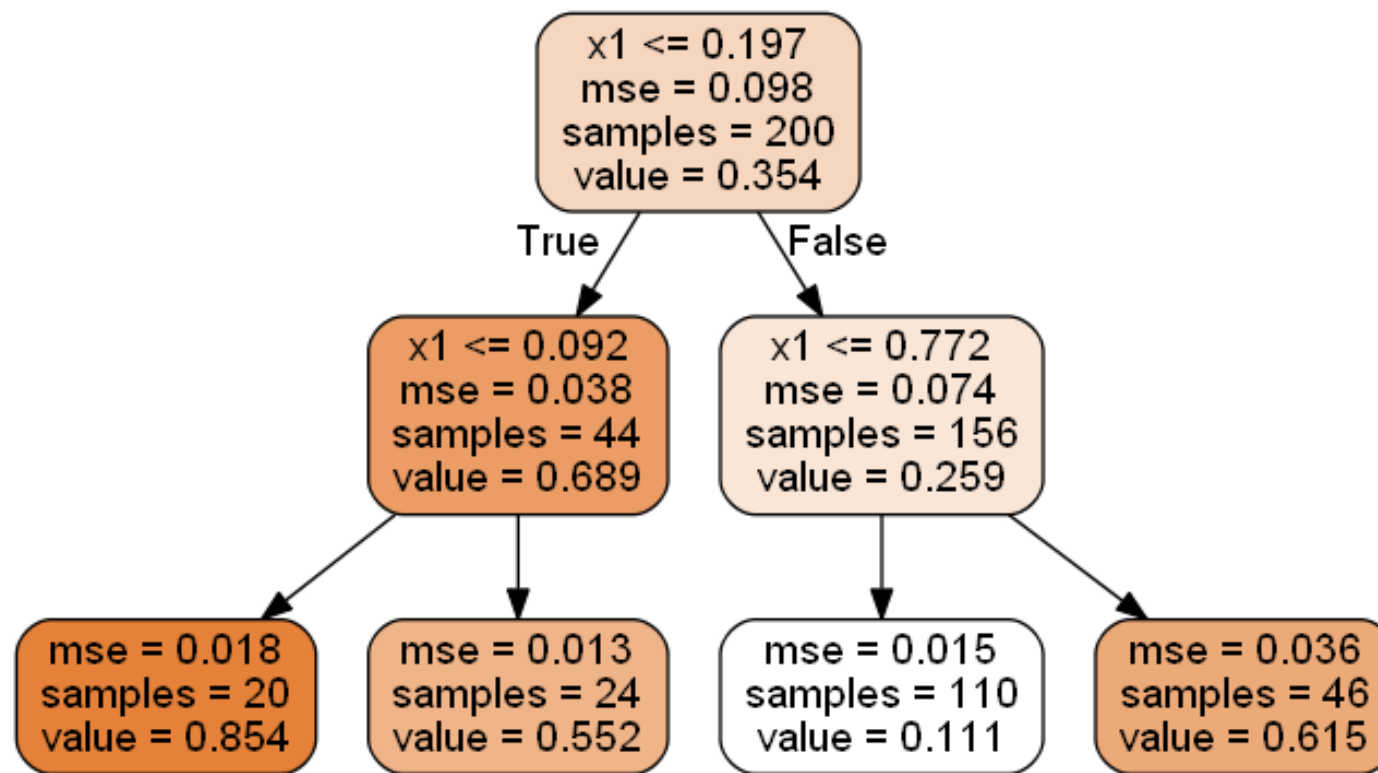 x1 <= 0.197
mse = 0.098
samples = 200
value = 0.354
True
False
x1 <= 0.092
mse = 0.038
samples = 44
value = 0.689
x1 <= 0.772
mse = 0.074
samples = 156
value = 0.259
mse = 0.018
samples = 20
value = 0.854
mse = 0.013
samples = 24
value = 0.552
mse = 0.015
samples = 110
value = 0.111
mse = 0.036
samples = 46
value = 0.615